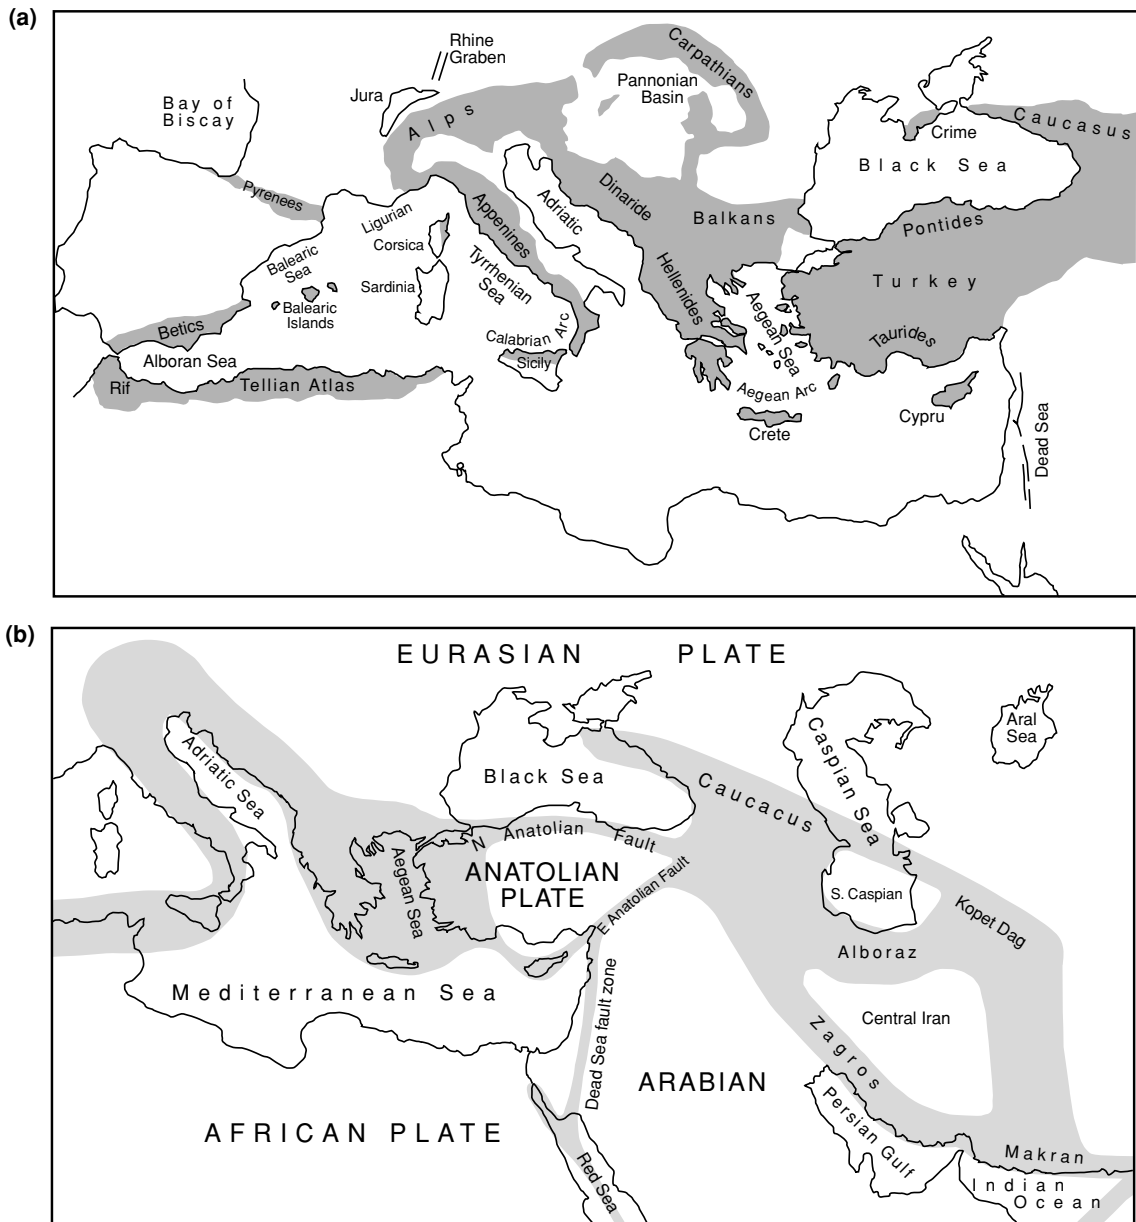 (a)
Rhine
Graben
Carpathians
Pannonian
Basin
Jura
Bay of
Biscay
Alps
Caucasus
Crime
Black Sea
Pyrenees
Dinaride
Appenines
Adriatic
Balkans
Pontides
Ligurian
Corsica
Balearic
Sea
Tyrrhenian
Sea
Hellenides
Turkey
Sardinia
Balearic
Islands
Aegean Sea
Betics
Calabrian Arc
Taurides
Alboran Sea
Sicily
Rif
Tellian Atlas
Aegean Arc
Cypru
Crete
Dead Sea
(b)
EURASIAN PLATE
Aral
Sea
Adriatic Sea
Black Sea
Caspian Sea
Caucacus
N Anatolian Fault
ANATOLIAN
PLATE
Aegean Sea
E Anatolian Fault
S. Caspian
Kopet Dag
Alboraz
Mediterranean Sea
Dead Sea fault zone
Central Iran
Zagros
ARABIAN
Persian Gulf
AFRICAN PLATE
Red Sea
Makran
Indian
Ocean